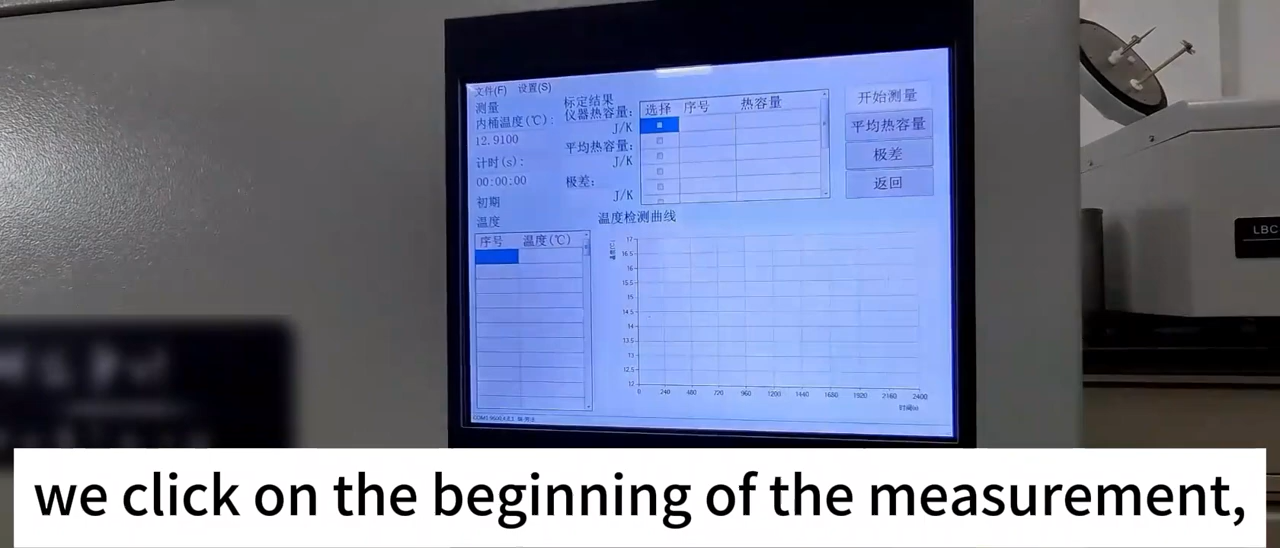 文件(F) 设置(S)
测量
内桶温度(℃):
12.9100
计时(s):
00:00:00
初期
温度
序号 温度(℃)
标定结果
仪器热容量:
J/K
平均热容量:
J/K
极差:
J/K
选择 序号 热容量
开始测量
平均热容量
极差
返回
温度检测曲线
17
16.5
16
15.5
15
14.5
14
13.5
13
12.5
12
0 240 480 720 960 1200 1440 1680 1920 2160 2400
LBC
we click on the beginning of the measurement,